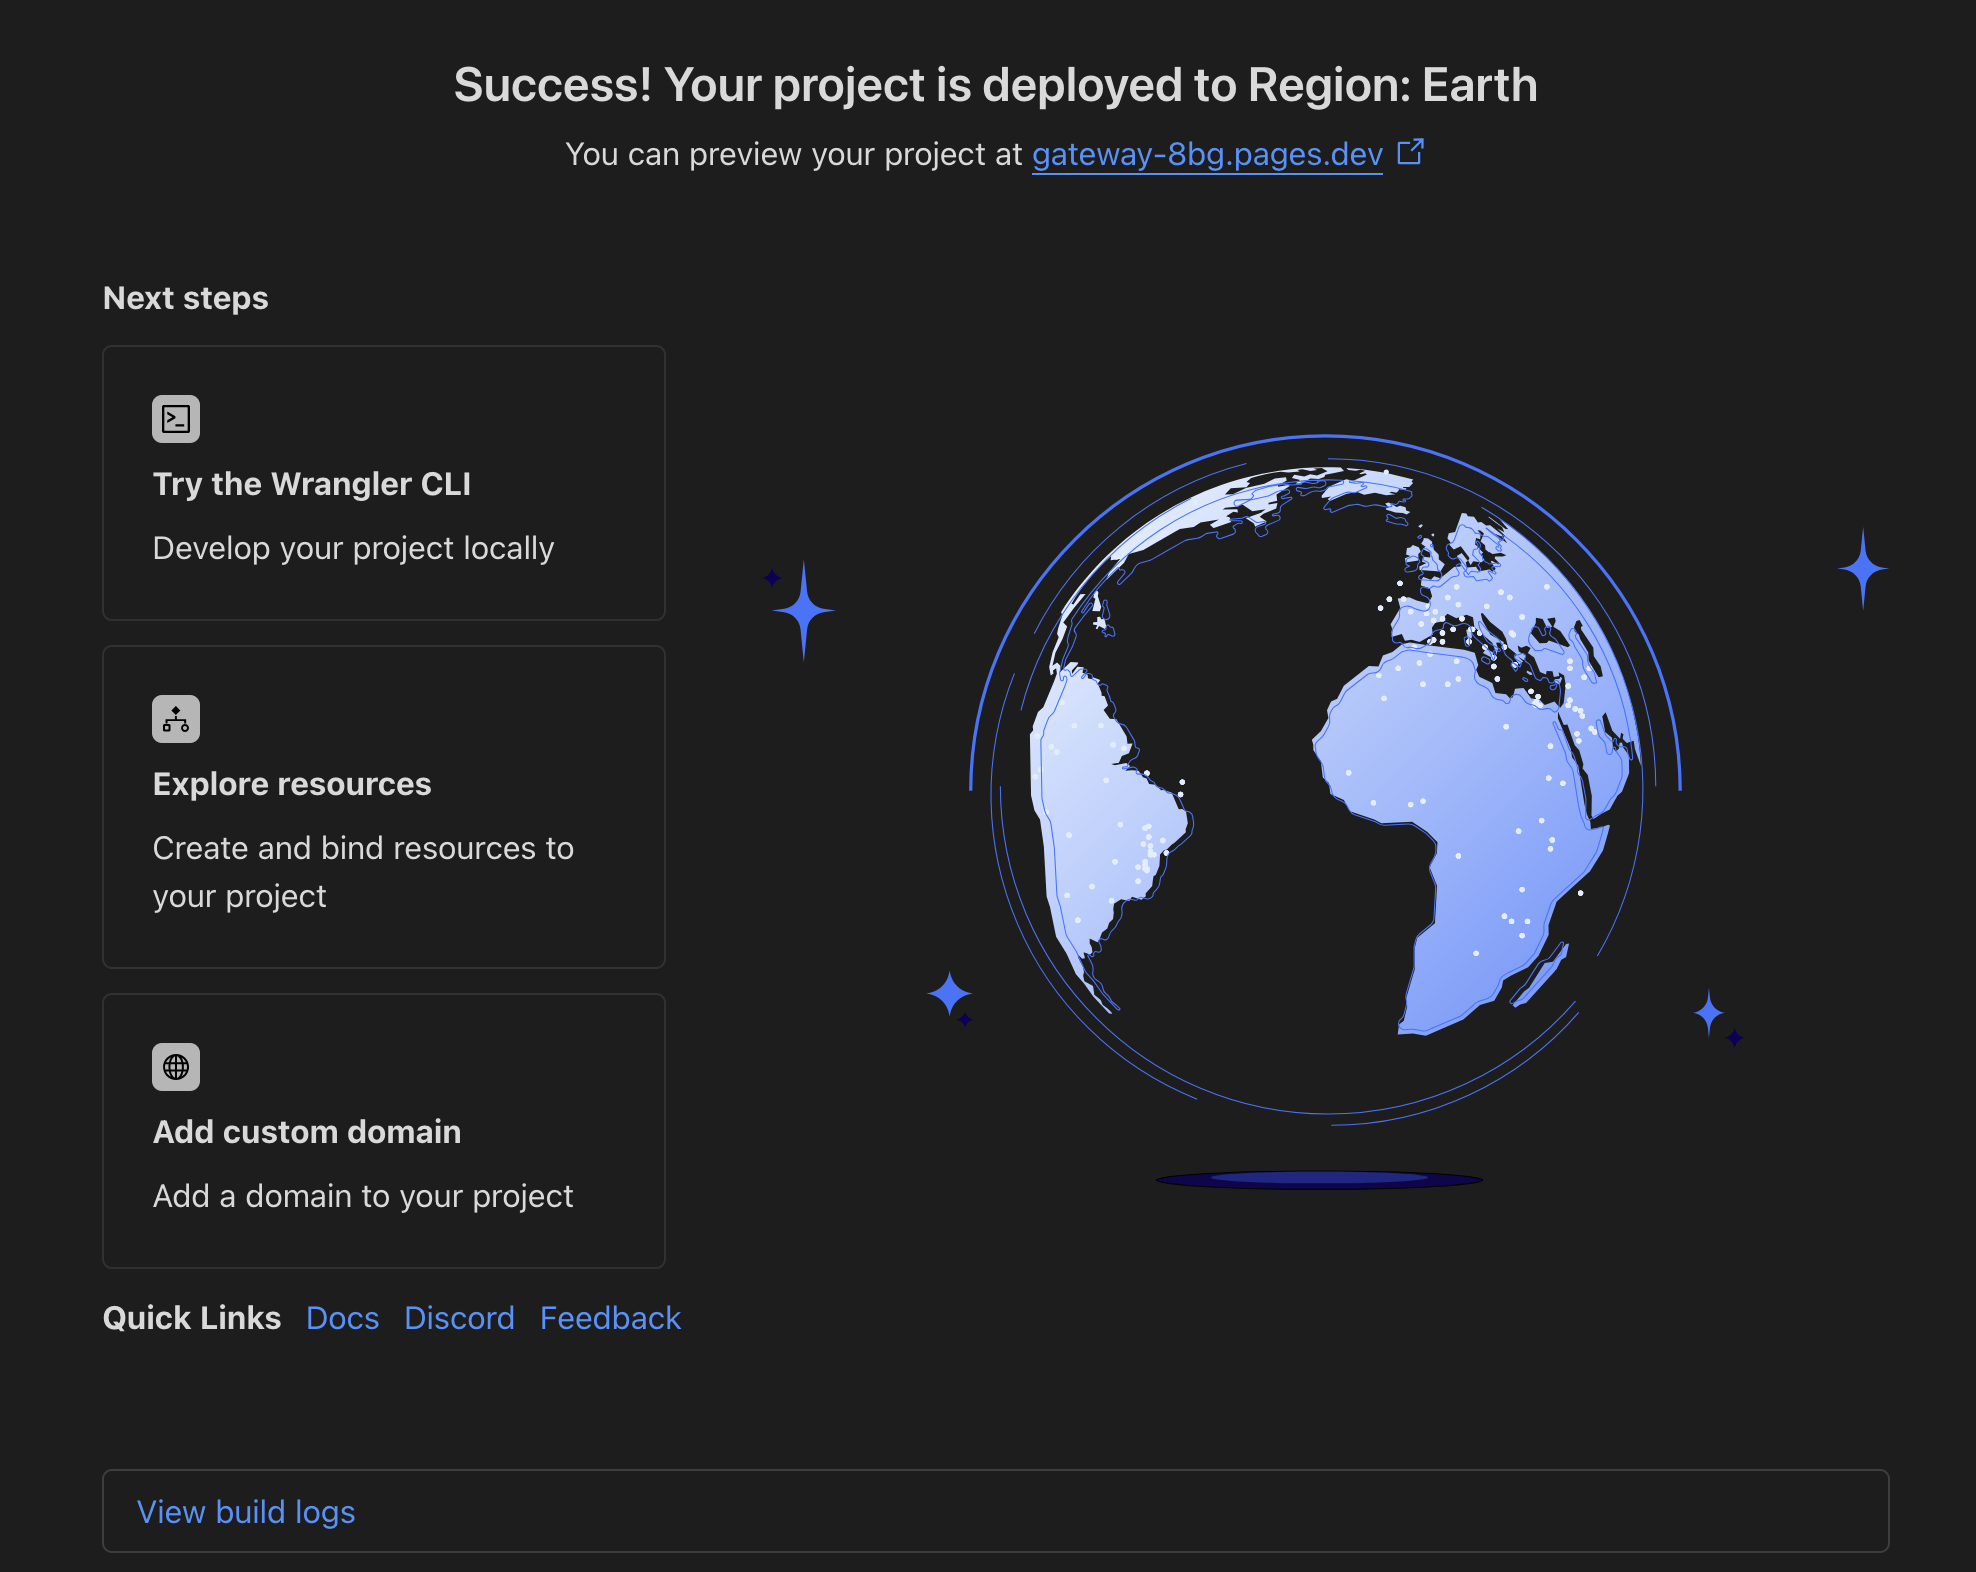 Success! Your project is deployed to Region: Earth
You can preview your project at gateway-8bg.pages.dev
Next steps
Try the Wrangler CLI
Develop your project locally
Explore resources
Create and bind resources to
your project
Add custom domain
Add a domain to your project
Quick Links Docs Discord Feedback
View build logs